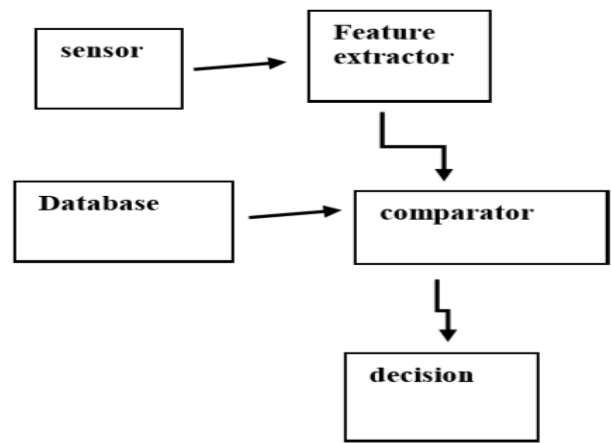 sensor
Feature
extractor
Database
comparator
decision